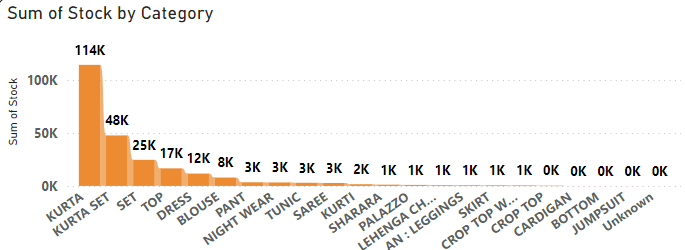 Sum of Stock by Category
Sum of Stock
100K
50K
0K
114K
48K
25K
17K
12K
8K
3K
3K
3K
3K
2K
1K
1K
1K
1K
1K
1K
0K
0K
0K
0K
0K
KURTA
KURTA SET
SET
TOP
DRESS
BLOUSE
PANT
NIGHT WEAR
TUNIC
SAREE
KURTI
SHARARA
PALAZZO
LEHENGA CH...
AN : LEGGINGS
SKIRT
CROP TOP W...
CROP TOP
CARDIGAN
BOTTOM
JUMPSUIT
Unknown